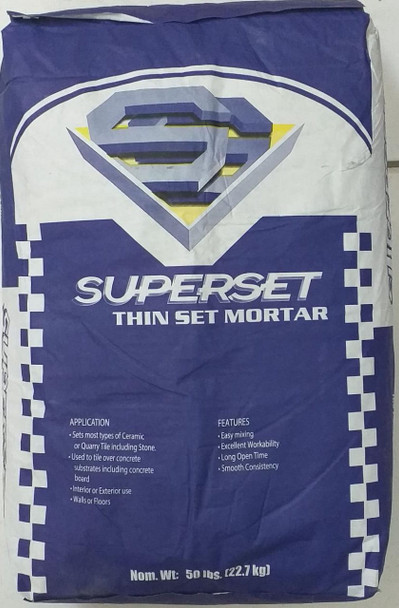 SUPERSET
THIN SET MORTAR
APPLICATION
• Sets most types of Ceramic
or Quarry Tile including Stone.
• Used to tile over concrete
substrates including concrete
board
• Interior or Exterior use
• Walls or Floors
FEATURES
• Easy mixing
• Excellent Workability
• Long Open Time
• Smooth Consistency
Nom. Wt: 50 lbs. (22.7 kg)